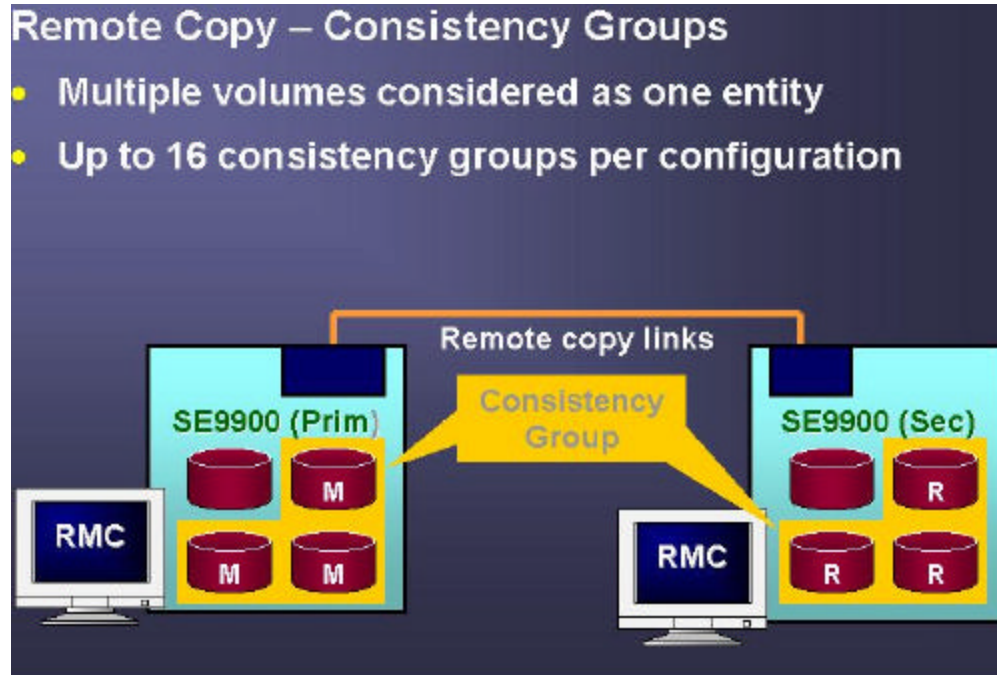 Remote Copy – Consistency Groups
• Multiple volumes considered as one entity
• Up to 16 consistency groups per configuration
Remote copy links
Consistency
Group
SE9900 (Prim)
M
M
M
RMC
SE9900 (Sec)
R
R
R
RMC